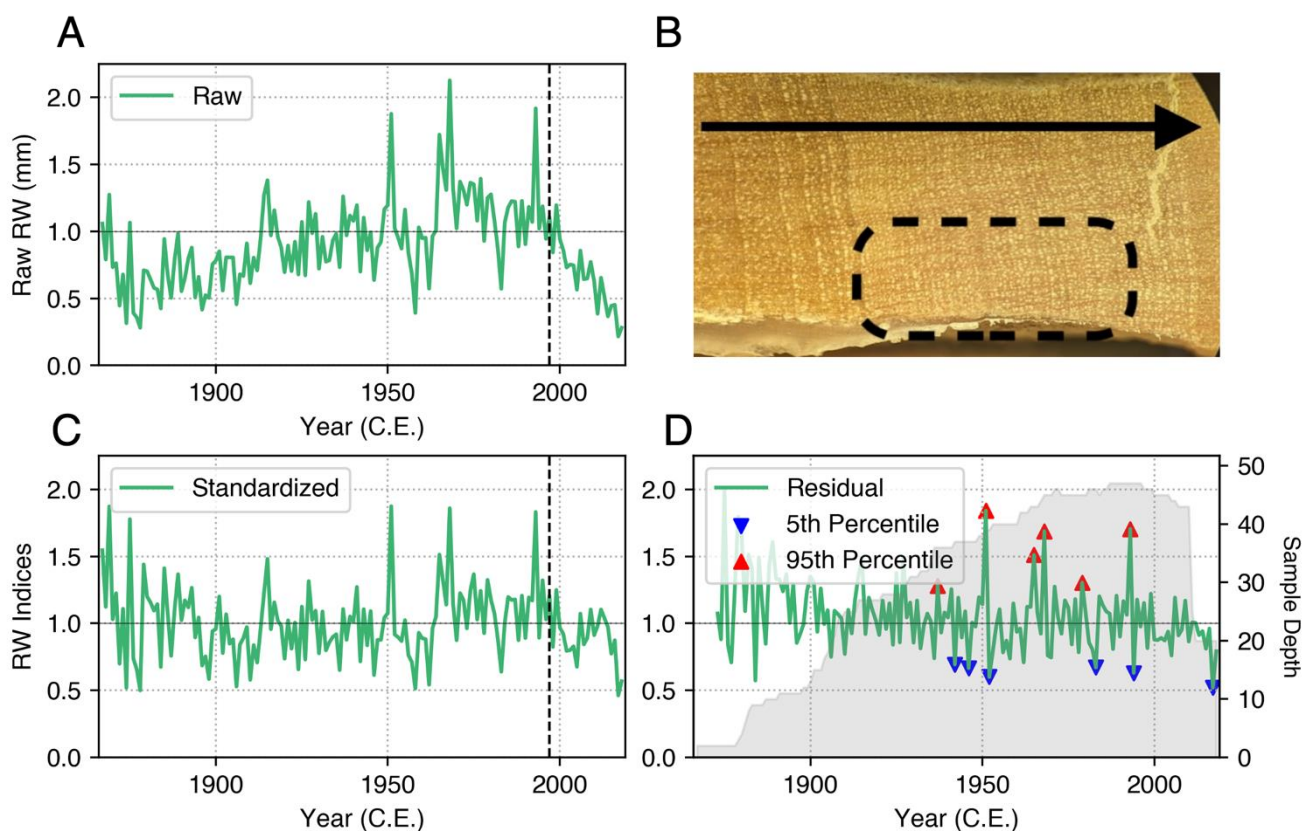 A
Raw
Raw RW (mm)
2.0
1.5
1.0
0.5
0.0
1900
1950
2000
Year (C.E.)
B
C
Standardized
RW Indices
2.0
1.5
1.0
0.5
0.0
1900
1950
2000
Year (C.E.)
D
Residual
5th Percentile
95th Percentile
2.0
1.5
1.0
0.5
0.0
50
40
30
20
10
0
Sample Depth
1900
1950
2000
Year (C.E.)